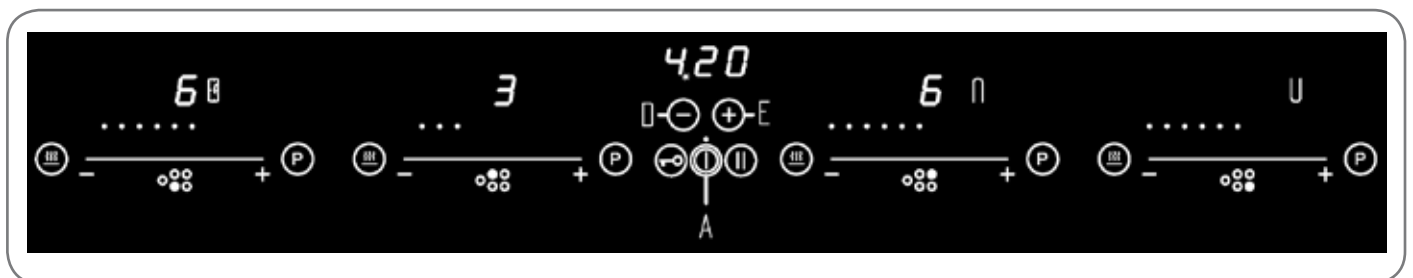 4.20
6 3 6 ∩ U
D - + E
P P P P
- + - + - + - +
A